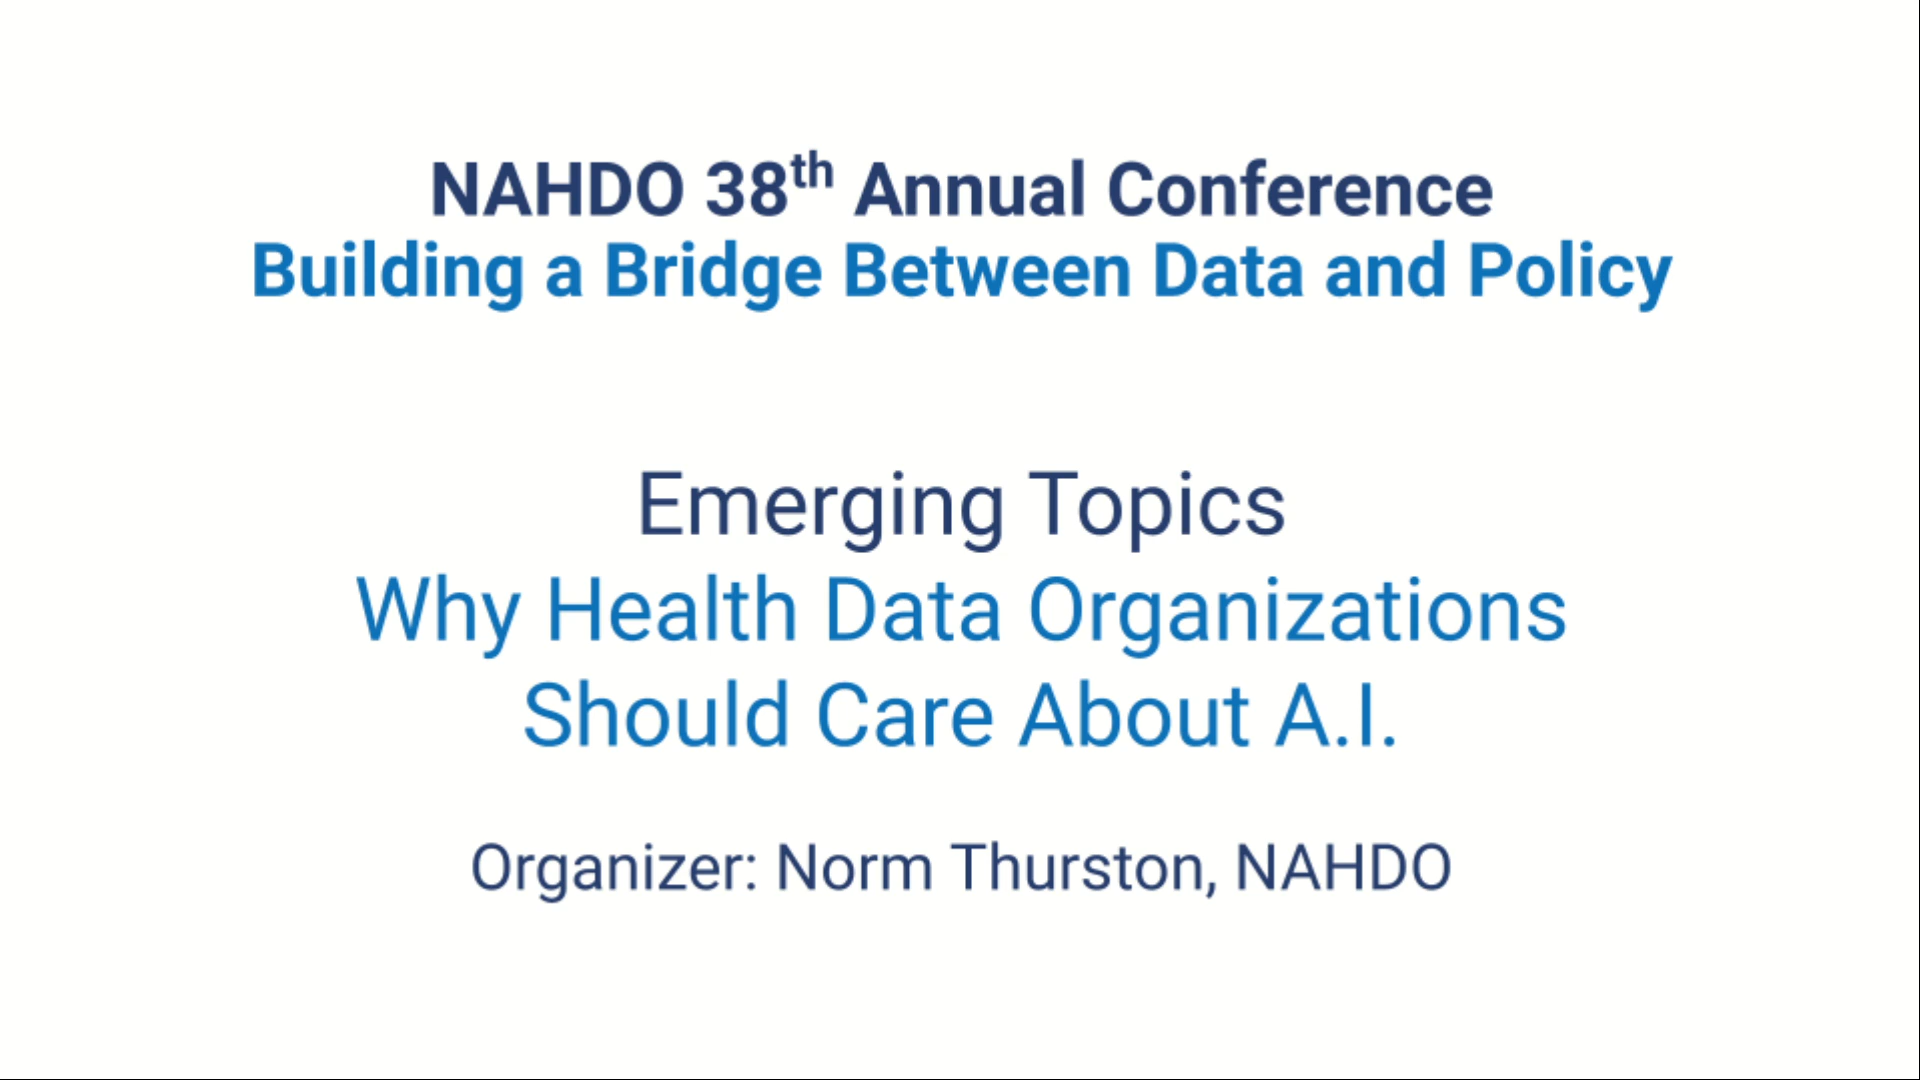 NAHDO 38th Annual Conference
Building a Bridge Between Data and Policy
Emerging Topics
Why Health Data Organizations
Should Care About A.I.
Organizer: Norm Thurston, NAHDO